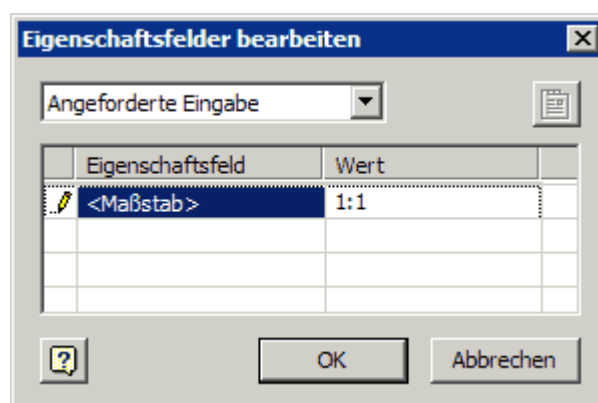 Eigenschaftsfelder bearbeiten
Angeforderte Eingabe
Eigenschaftsfeld Wert
<Maßstab> 1:1
OK Abbrechen